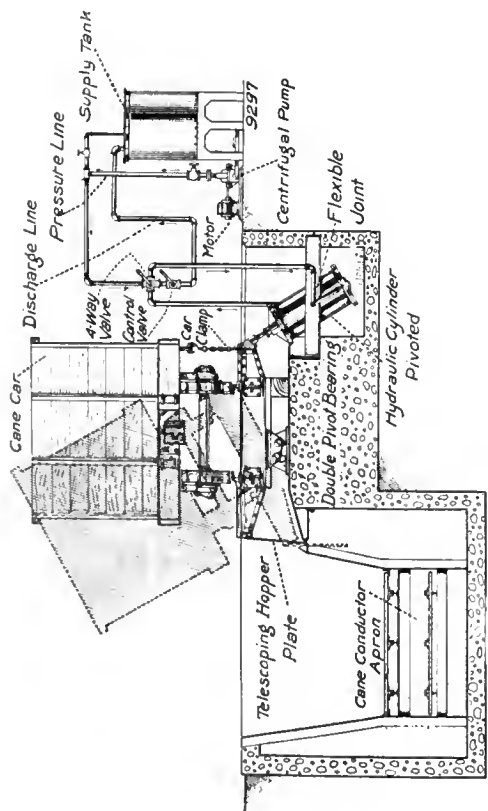 Supply Tank
Pressure Line
Discharge Line
4-Way
Valve
Control
Valve
Car
Clamp
Cane Car
9297
Centrifugal Pump
Motor
Flexible
Joint
Hydraulic Cylinder
Pivoted
Double Pivot Bearing
Telescoping Hopper
Plate
Cane Conductor
Apron